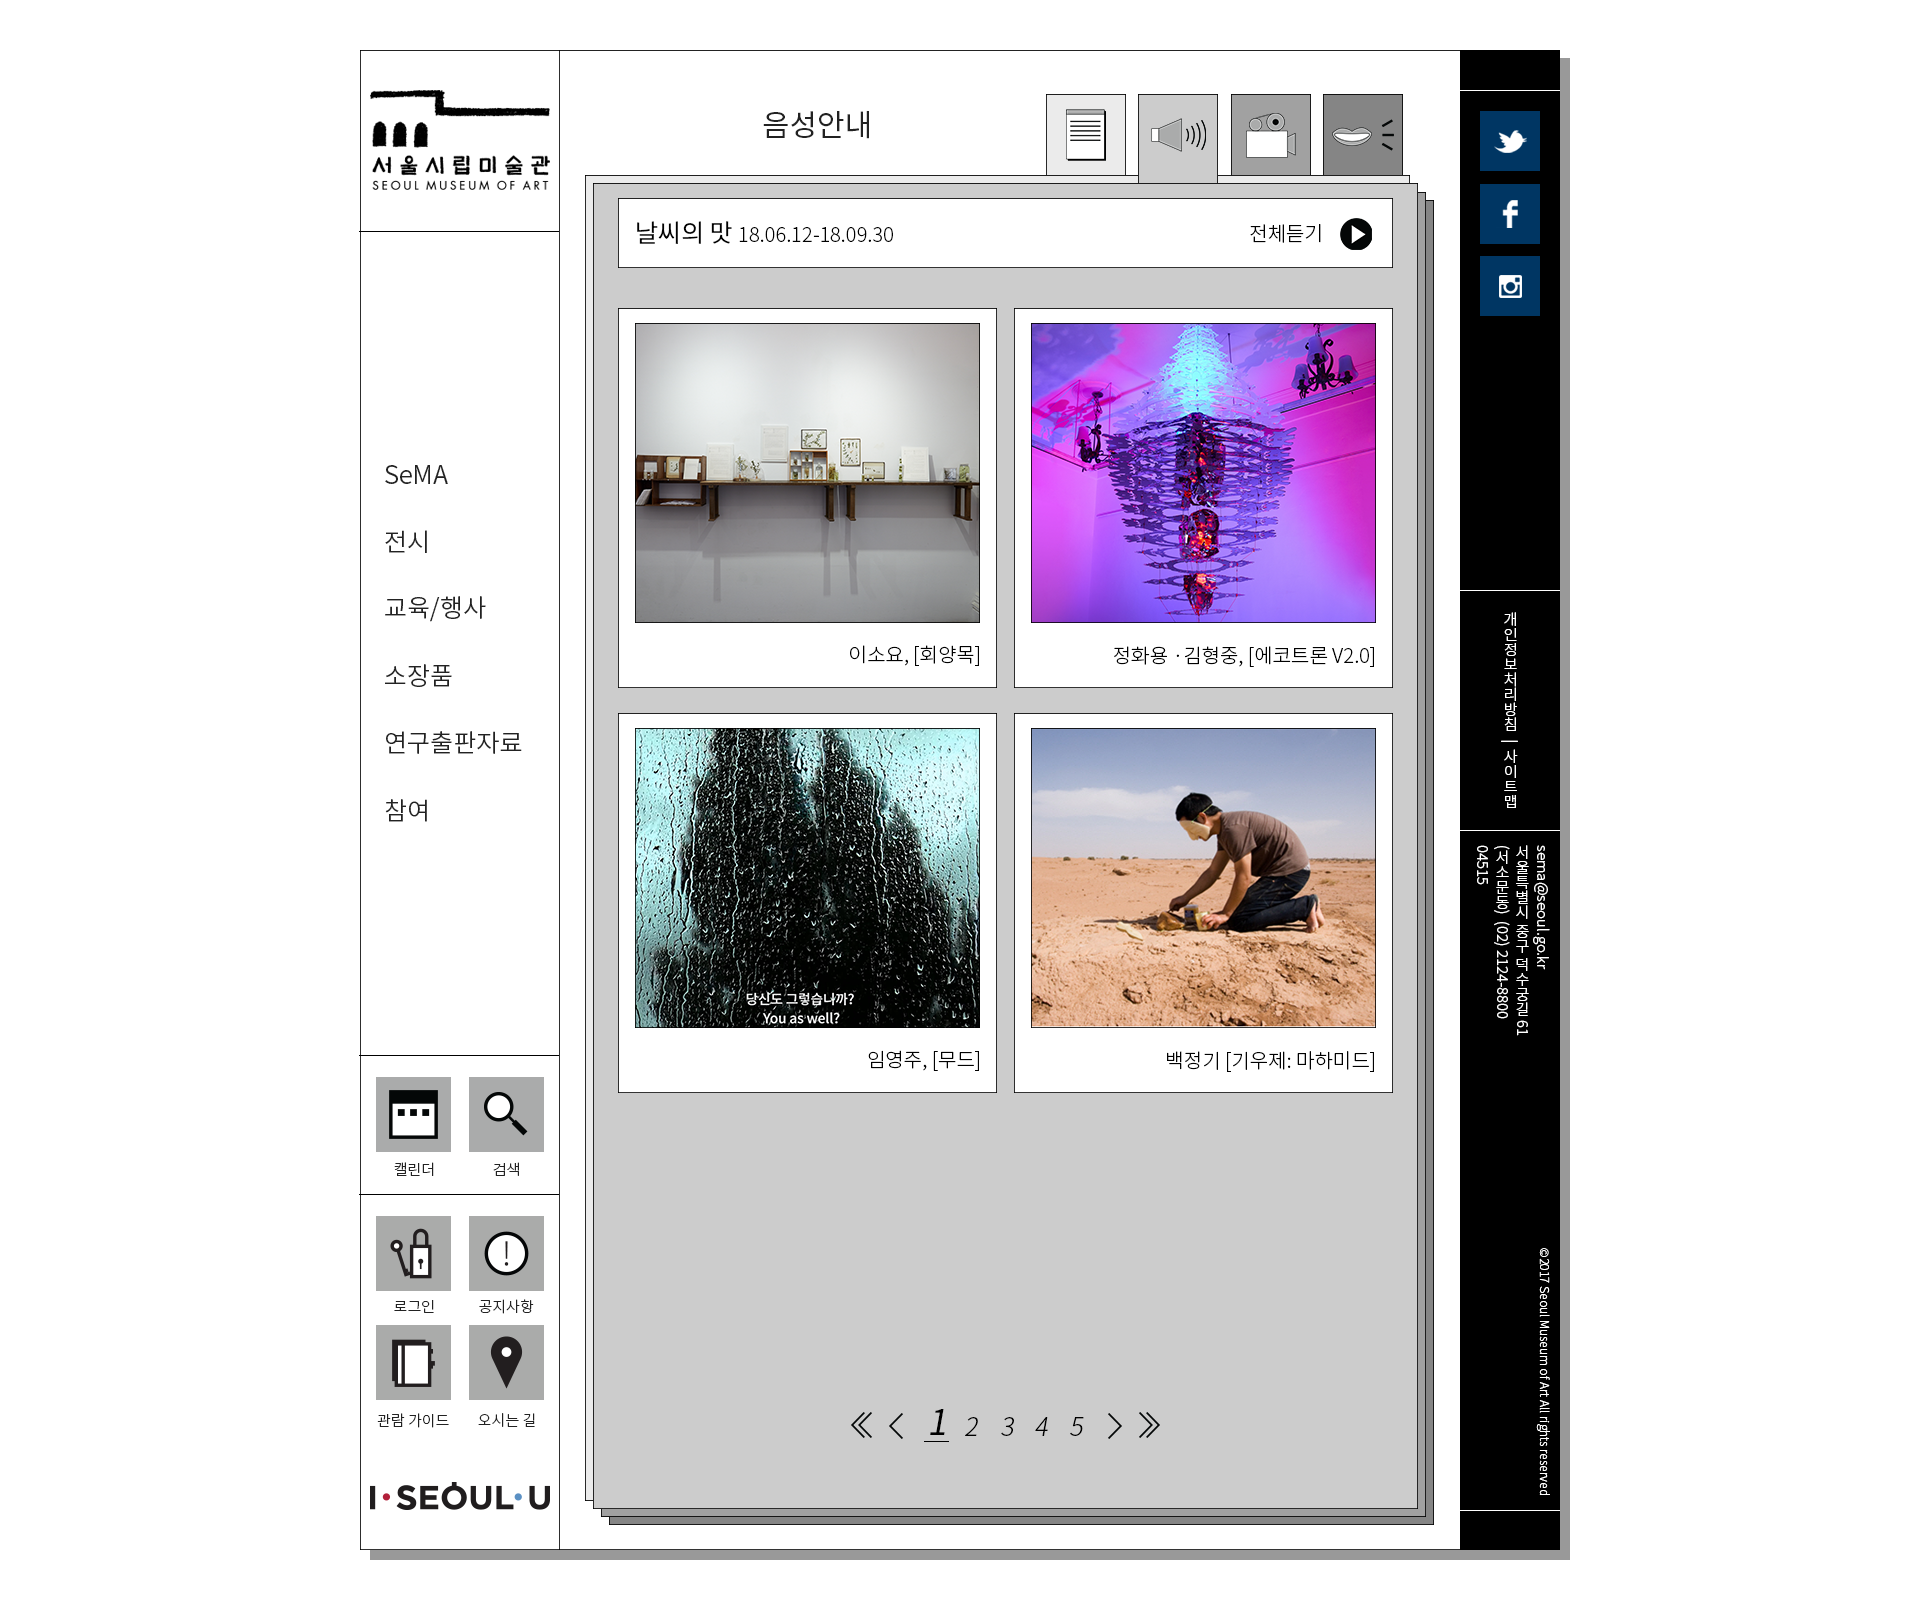 서울시립미술관
SEOUL MUSEUM OF ART
SeMA
전시
교육/행사
소장품
연구출판자료
참여
캘린더
검색
로그인
공지사항
관람 가이드
오시는 길
I·SEOUL·U
음성안내
날씨의 맛 18.06.12-18.09.30
전체듣기
이소요, [회양목]
정화용 ·김형중, [에코트론 V2.0]
당신도 그렇습니까?
You as well?
임영주, [무드]
백정기 [기우제: 마하미드]
1 2 3 4 5
개인정보처리방침 | 사이트맵
sema@seoul.go.kr
서울특별시 중구 덕수궁길 61
(서소문동) (02) 2124-8800
04515
©2017 Seoul Museum of Art All rights reserved